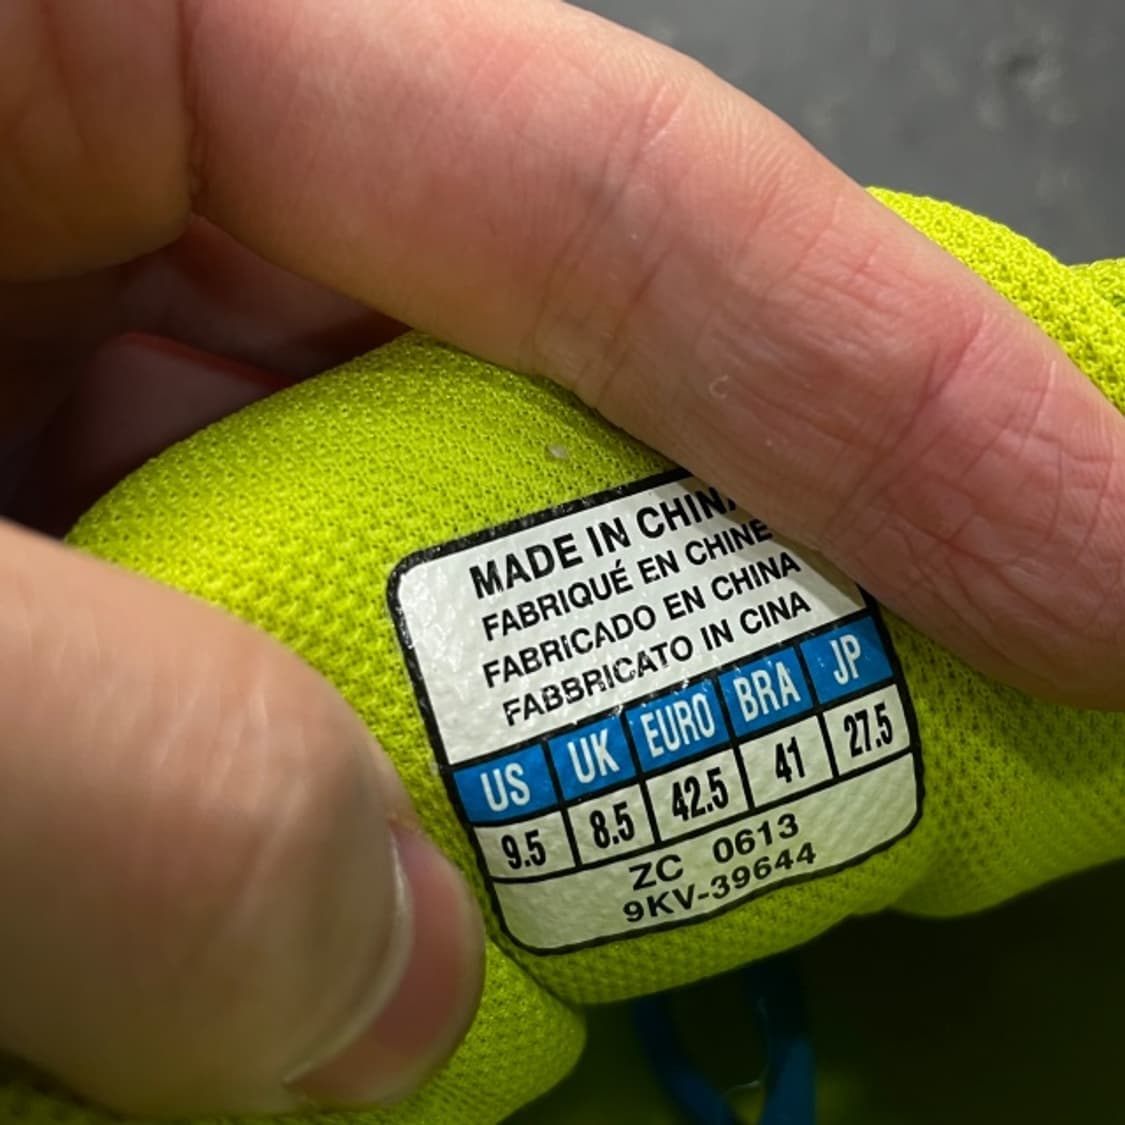 MADE IN CHINA
FABRIQUÉ EN CHINE
FABRICADO EN CHINA
FABBRICATO IN CINA
US UK EURO BRA JP
9.5 8.5 42.5 41 27.5
ZC 0613
9KV-39644